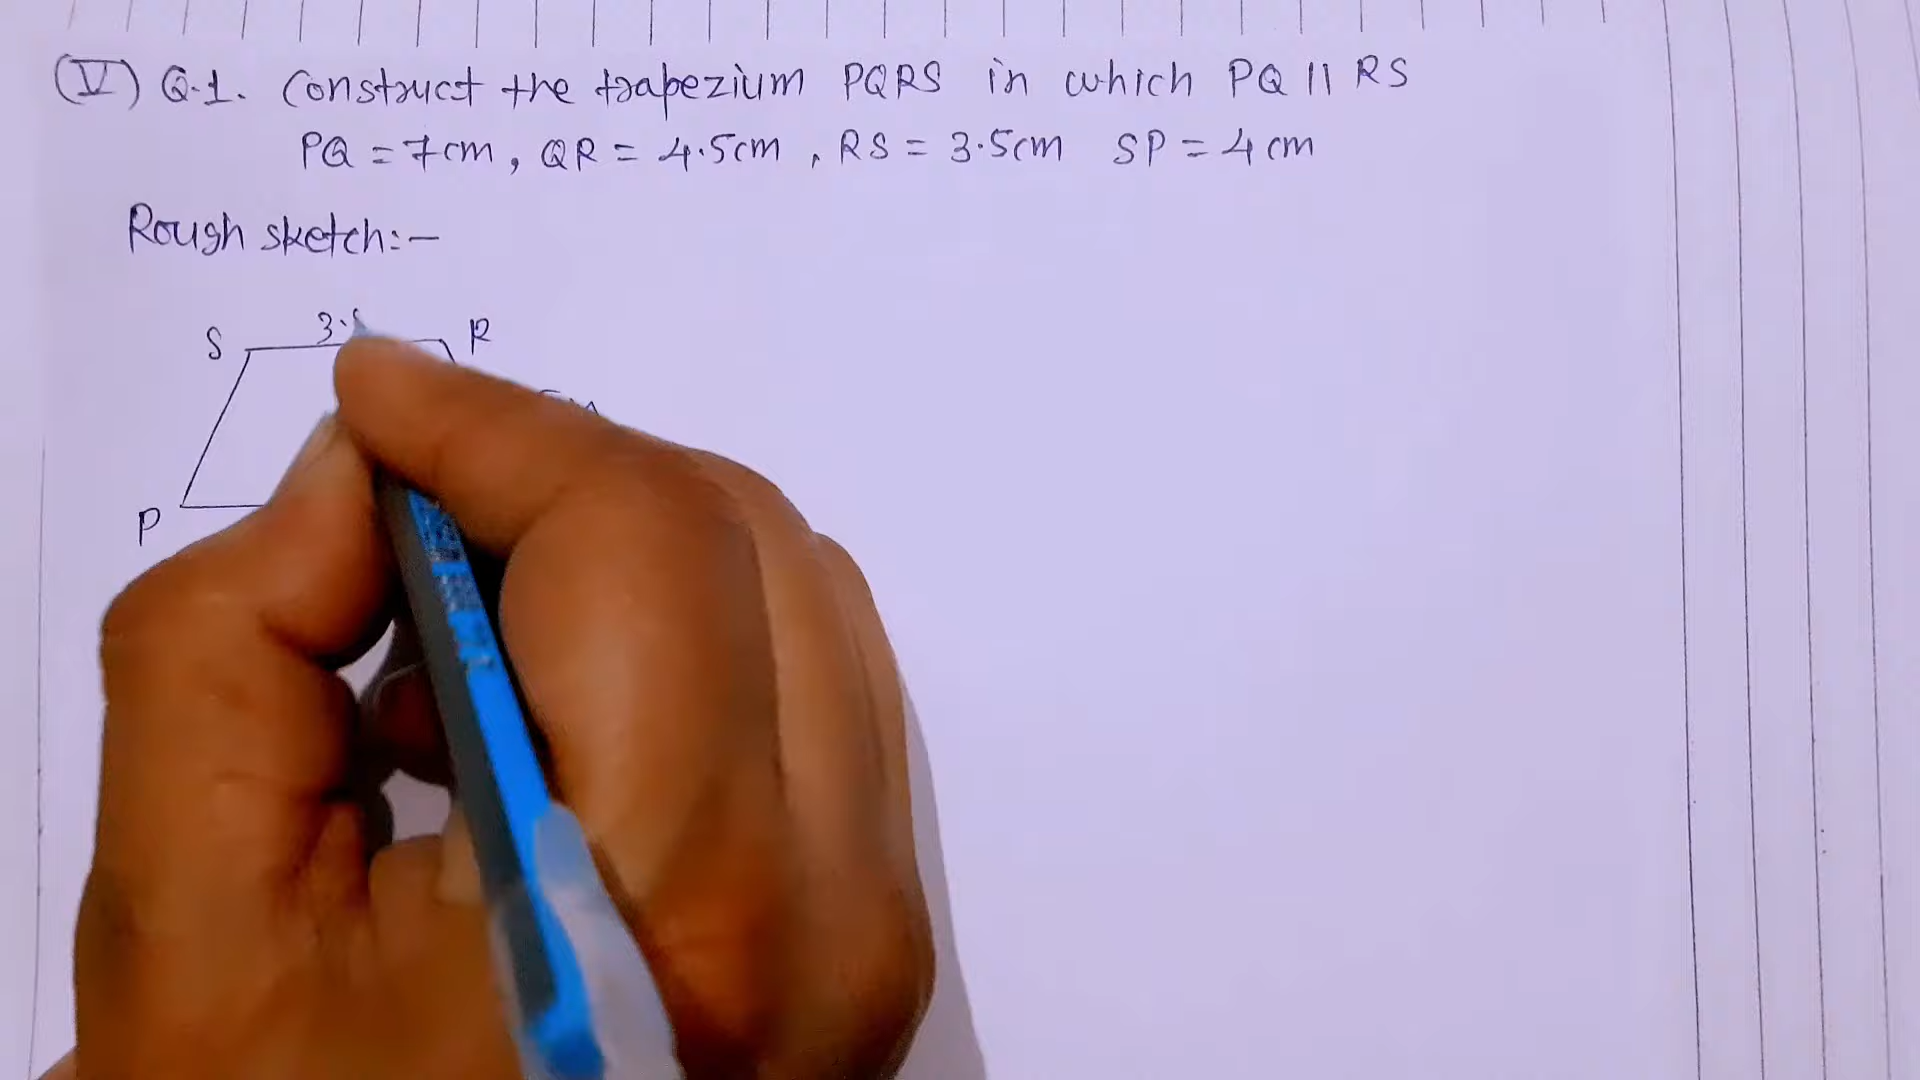 (V) Q.1. Construct the trapezium PQRS in which PQ || RS
PQ = 7cm, QR = 4.5cm, RS = 3.5cm SP = 4cm
Rough sketch:-
3.
S R
P